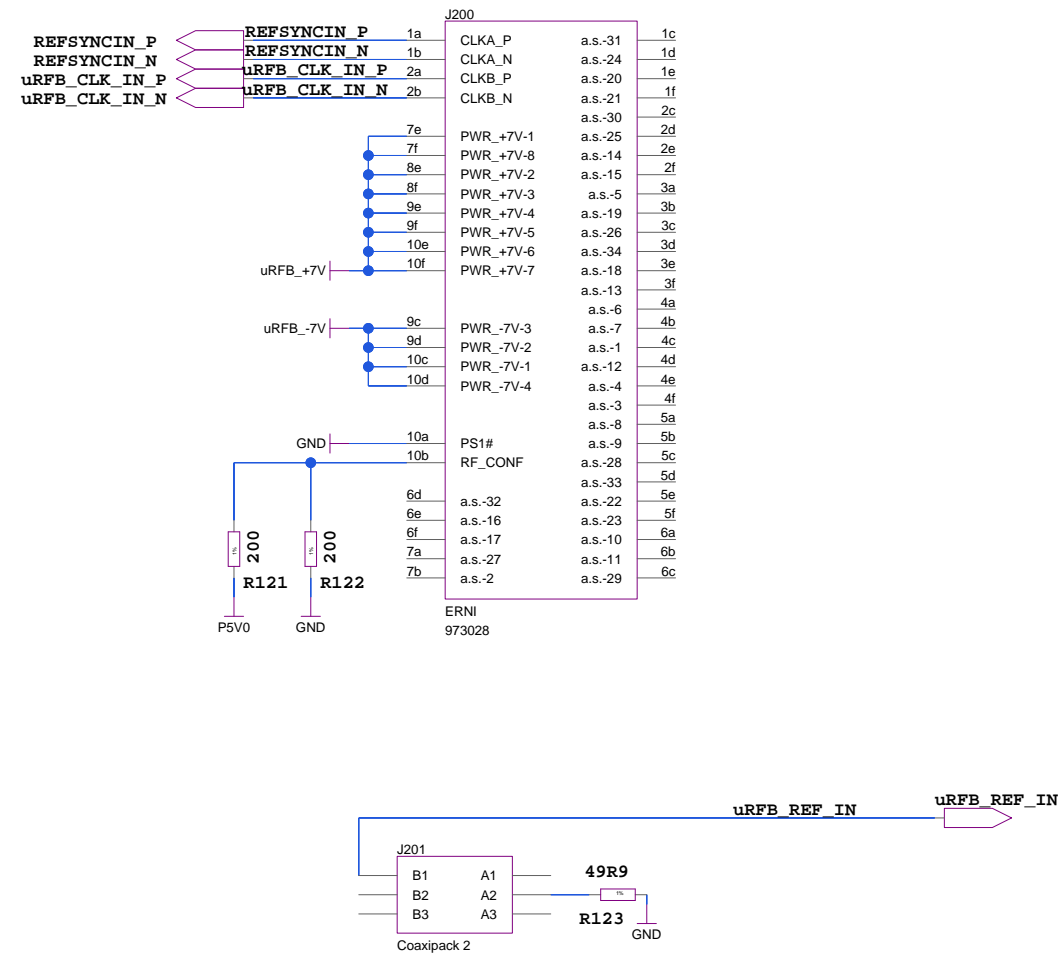 J200
REFSYNCIN_P REFSYNCIN_P 1a CLKA_P a.s.-31 1c
REFSYNCIN_N REFSYNCIN_N 1b CLKA_N a.s.-24 1d
uRFB_CLK_IN_P uRFB_CLK_IN_P 2a CLKB_P a.s.-20 1e
uRFB_CLK_IN_N uRFB_CLK_IN_N 2b CLKB_N a.s.-21 1f
a.s.-30 2c
7e PWR_+7V-1 a.s.-25 2d
7f PWR_+7V-8 a.s.-14 2e
8e PWR_+7V-2 a.s.-15 2f
8f PWR_+7V-3 a.s.-5 3a
9e PWR_+7V-4 a.s.-19 3b
9f PWR_+7V-5 a.s.-26 3c
10e PWR_+7V-6 a.s.-34 3d
uRFB_+7V 10f PWR_+7V-7 a.s.-18 3e
a.s.-13 3f
a.s.-6 4a
uRFB_-7V 9c PWR_-7V-3 a.s.-7 4b
9d PWR_-7V-2 a.s.-1 4c
10c PWR_-7V-1 a.s.-12 4d
10d PWR_-7V-4 a.s.-4 4e
a.s.-3 4f
a.s.-8 5a
GND 10a PS1# a.s.-9 5b
10b RF_CONF a.s.-28 5c
a.s.-33 5d
6d a.s.-32 a.s.-22 5e
6e a.s.-16 a.s.-23 5f
6f a.s.-17 a.s.-10 6a
7a a.s.-27 a.s.-11 6b
7b a.s.-2 a.s.-29 6c
1% 200 1% 200
R121 R122
P5V0 GND
ERNI
973028
uRFB_REF_IN uRFB_REF_IN
J201
B1 A1
B2 A2
B3 A3
Coaxipack 2
49R9
1%
R123
GND